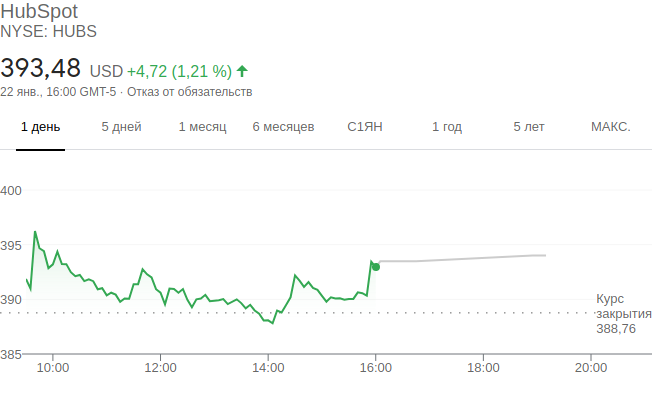 HubSpot
NYSE: HUBS
393,48 USD +4,72 (1,21 %)
22 янв., 16:00 GMT-5 · Отказ от обязательств
1 день 5 дней 1 месяц 6 месяцев С1ЯН 1 год 5 лет МАКС.
400
395
390
385
Курс
закрытия
388,76
10:00 12:00 14:00 16:00 18:00 20:00